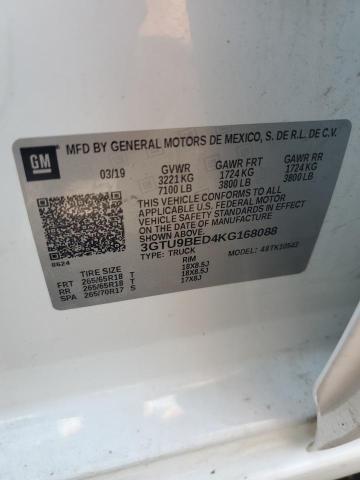 GM
MFD BY GENERAL MOTORS DE MEXICO, S. DE R.L. DE C.V.
03/19 GVWR GAWR FRT GAWR RR
3221 KG 1724 KG 1724 KG
7100 LB 3800 LB 3800 LB
THIS VEHICLE CONFORMS TO ALL APPLICABLE
U.S. FEDERAL MOTOR VEHICLE SAFETY
STANDARDS IN EFFECT ON THE DATE OF
MANUFACTURE SHOWN ABOVE.
3GTU9BED4KG168088
8624 TYPE: TRUCK MODEL: 4STK10543
TIRE SIZE RIM
FRT 265/65R18 T 18X8.5J
RR 265/65R18 T 18X8.5J
SPA 265/70R17 S 17X8J